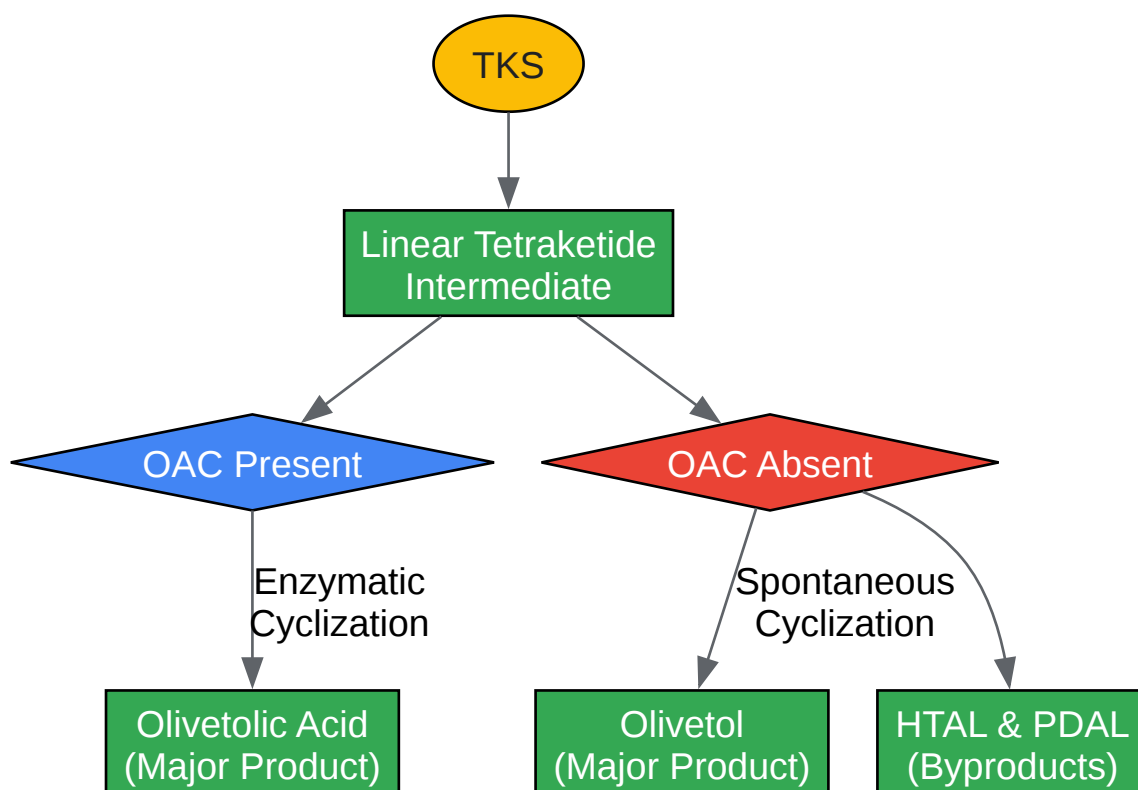 TKS
Linear Tetraketide
Intermediate
OAC Present
OAC Absent
Enzymatic
Cyclization
Spontaneous
Cyclization
Olivetolic Acid
(Major Product)
Olivetol
(Major Product)
HTAL & PDAL
(Byproducts)